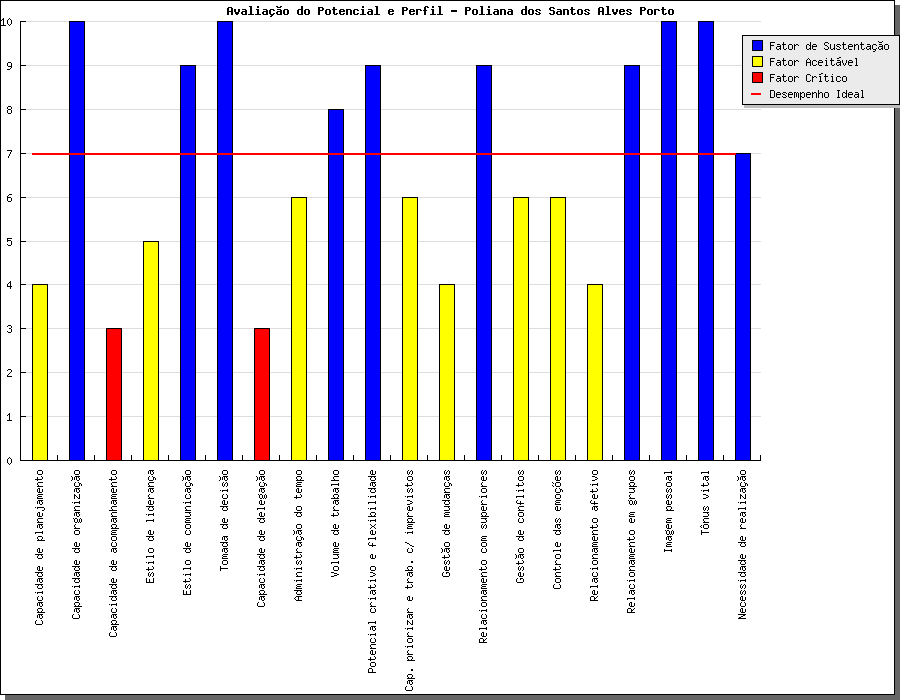 Avaliação do Potencial e Perfil - Poliana dos Santos Alves Porto
Fator de Sustentação
Fator Aceitável
Fator Crítico
Desempenho Ideal
10
9
8
7
6
5
4
3
2
1
0
Capacidade de planejamento
Capacidade de organização
Capacidade de acompanhamento
Estilo de liderança
Estilo de comunicação
Tomada de decisão
Capacidade de delegação
Administração do tempo
Volume de trabalho
Potencial criativo e flexibilidade
Cap. priorizar e trab. c/ imprevistos
Gestão de mudanças
Relacionamento com superiores
Gestão de conflitos
Controle das emoções
Relacionamento afetivo
Relacionamento em grupos
Imagem pessoal
Tônus vital
Necessidade de realização